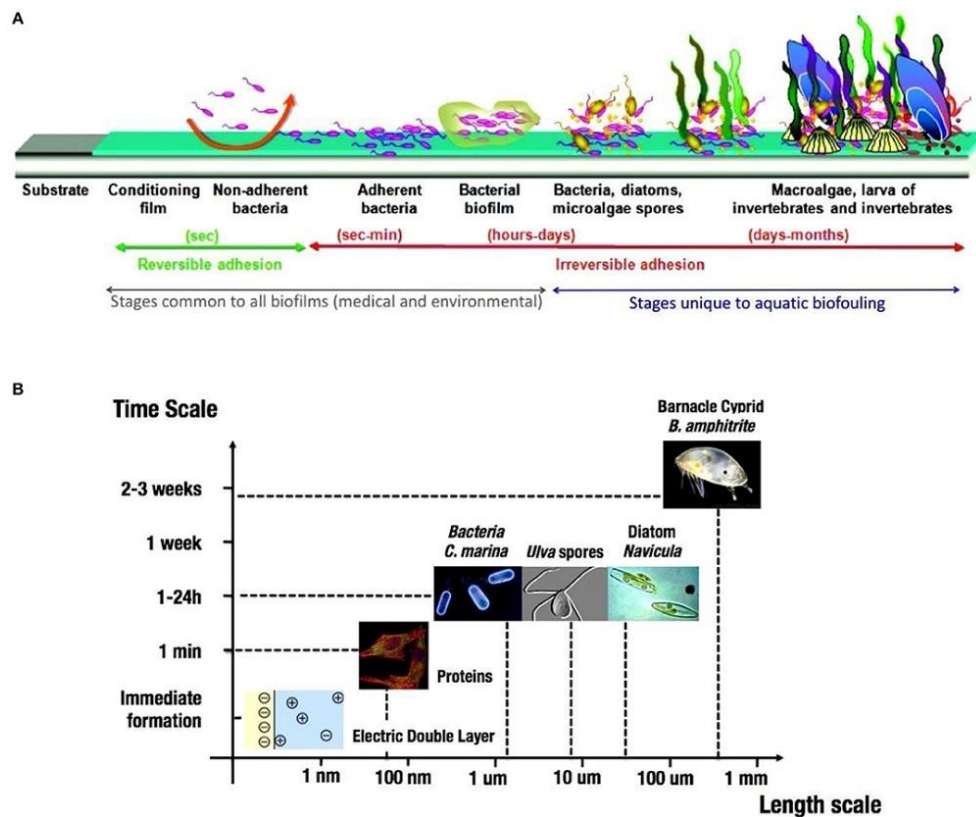 A
Substrate
Conditioning
film
Non-adherent
bacteria
Adherent
bacteria
Bacterial
biofilm
Bacteria, diatoms,
microalgae spores
Macroalgae, larva of
invertebrates and invertebrates
(sec)
(sec-min)
(hours-days)
(days-months)
Reversible adhesion
Irreversible adhesion
Stages common to all biofilms (medical and environmental)
Stages unique to aquatic biofouling
B
Time Scale
Barnacle Cyprid
B. amphitrite
2-3 weeks
1 week
Bacteria
C. marina
Ulva spores
Diatom
Navicula
1-24h
1 min
Proteins
Immediate
formation
Electric Double Layer
1 nm
100 nm
1 um
10 um
100 um
1 mm
Length scale